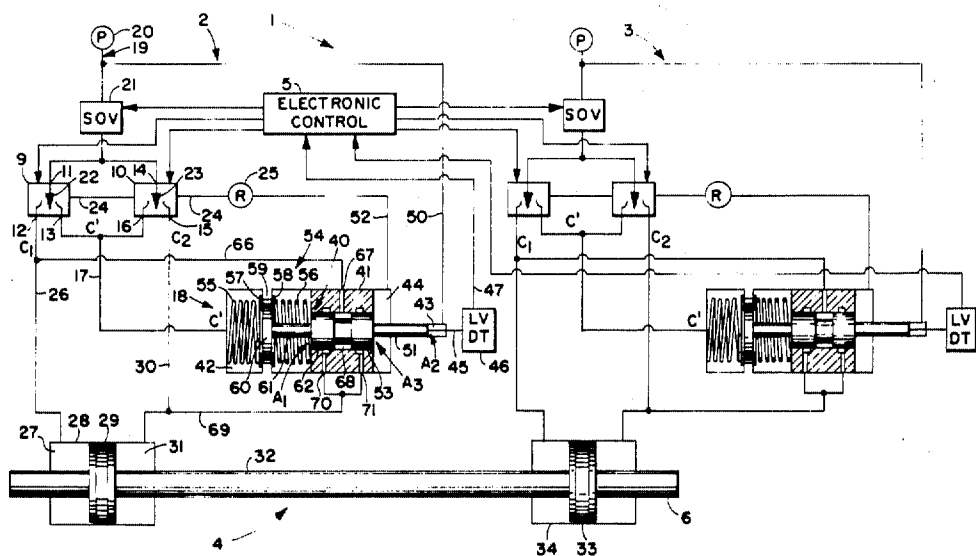 P
20
19
2
1
3
P
21
5
SOV
ELECTRONIC
CONTROL
SOV
9
11
10
14
23
25
22
24
R
24
R
12
13
16
15
52
50
C1
C'
C2
C1
C'
C2
17
66
54
40
67
47
57
59
58
56
41
44
26
55
18
43
C'
LV
DT
C'
LV
DT
42
51
A2
45
46
30
60
61
A1
62
70
68
71
53
A3
69
28
29
27
31
32
4
34
33
6